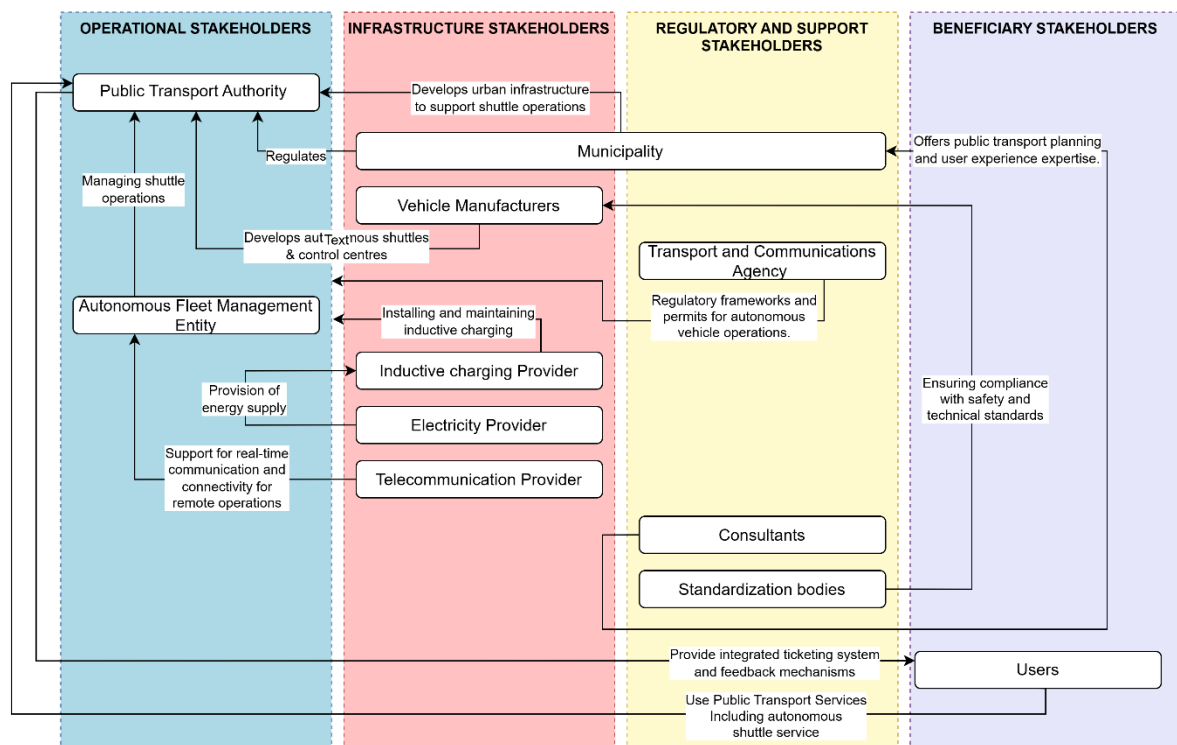 OPERATIONAL STAKEHOLDERS
INFRASTRUCTURE STAKEHOLDERS
REGULATORY AND SUPPORT
STAKEHOLDERS
BENEFICIARY STAKEHOLDERS
Public Transport Authority
Develops urban infrastructure
to support shuttle operations
Regulates
Municipality
Offers public transport planning
and user experience expertise.
Managing shuttle
operations
Vehicle Manufacturers
Develops autTextnous shuttles
& control centres
Transport and Communications
Agency
Regulatory frameworks and
permits for autonomous
vehicle operations.
Autonomous Fleet Management
Entity
Installing and maintaining
inductive charging
Inductive charging Provider
Provision of
energy supply
Ensuring compliance
with safety and
technical standards
Electricity Provider
Support for real-time
communication and
connectivity for
remote operations
Telecommunication Provider
Consultants
Standardization bodies
Provide integrated ticketing system
and feedback mechanisms
Users
Use Public Transport Services
Including autonomous
shuttle service